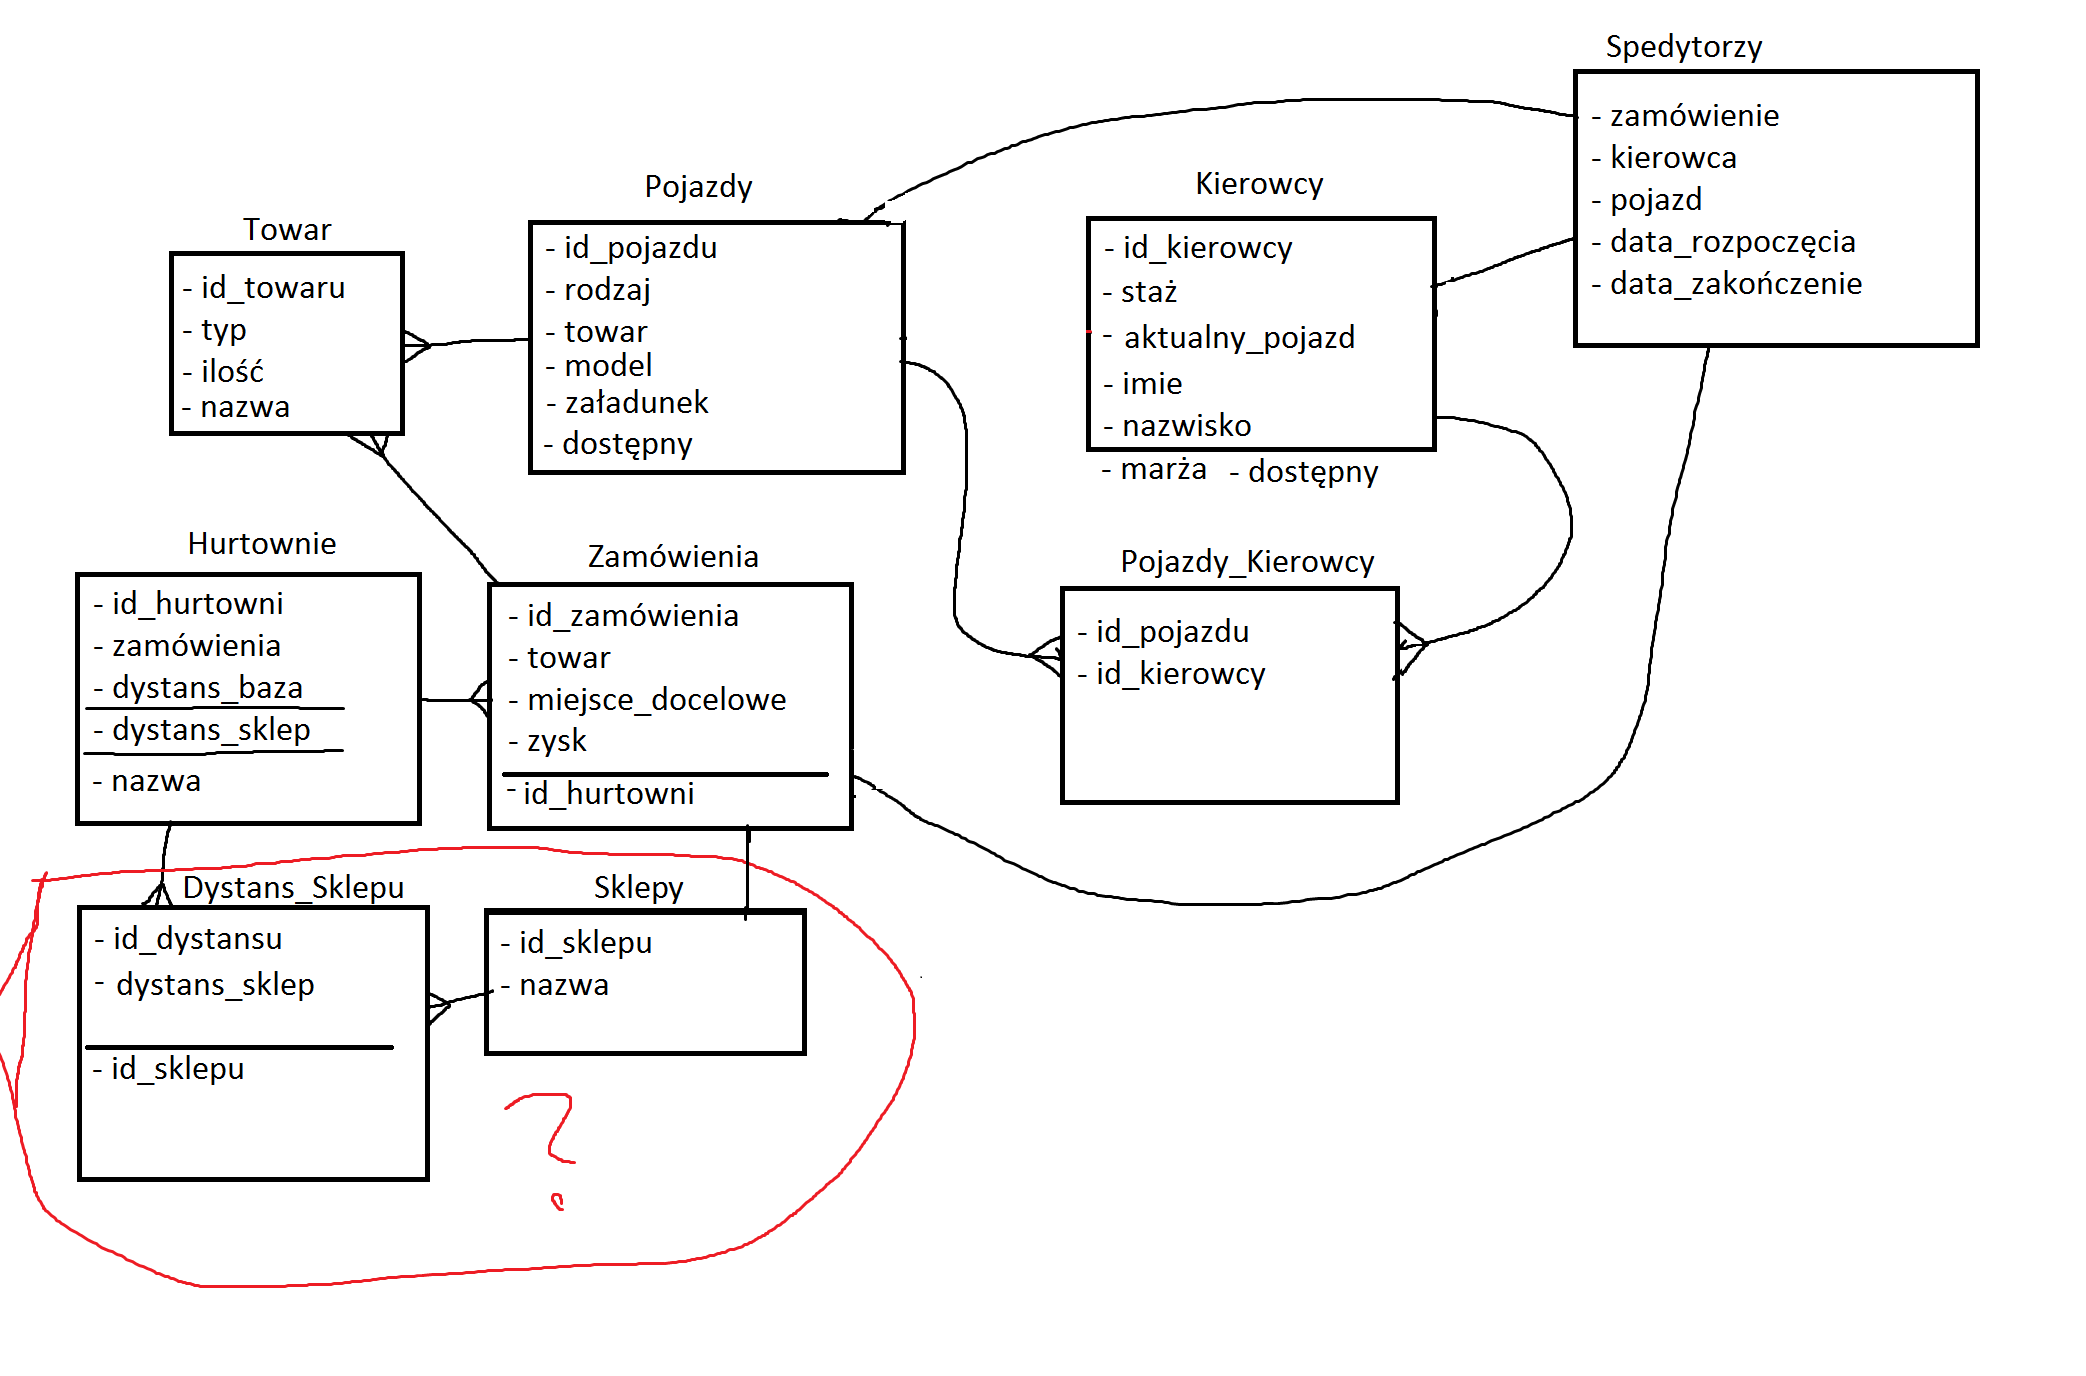 Spedytorzy
- zamówienie
- kierowca
- pojazd
- data_rozpoczęcia
- data_zakończenie
Kierowcy
- id_kierowcy
- staż
- aktualny_pojazd
- imie
- nazwisko
- marża - dostępny
Pojazdy
- id_pojazdu
- rodzaj
- towar
- model
- załadunek
- dostępny
Towar
- id_towaru
- typ
- ilość
- nazwa
Hurtownie
- id_hurtowni
- zamówienia
- dystans_baza
- dystans_sklep
- nazwa
Zamówienia
- id_zamówienia
- towar
- miejsce_docelowe
- zysk
- id_hurtowni
Pojazdy_Kierowcy
- id_pojazdu
- id_kierowcy
Dystans_Sklepu
- id_dystansu
- dystans_sklep
- id_sklepu
Sklepy
- id_sklepu
- nazwa
?